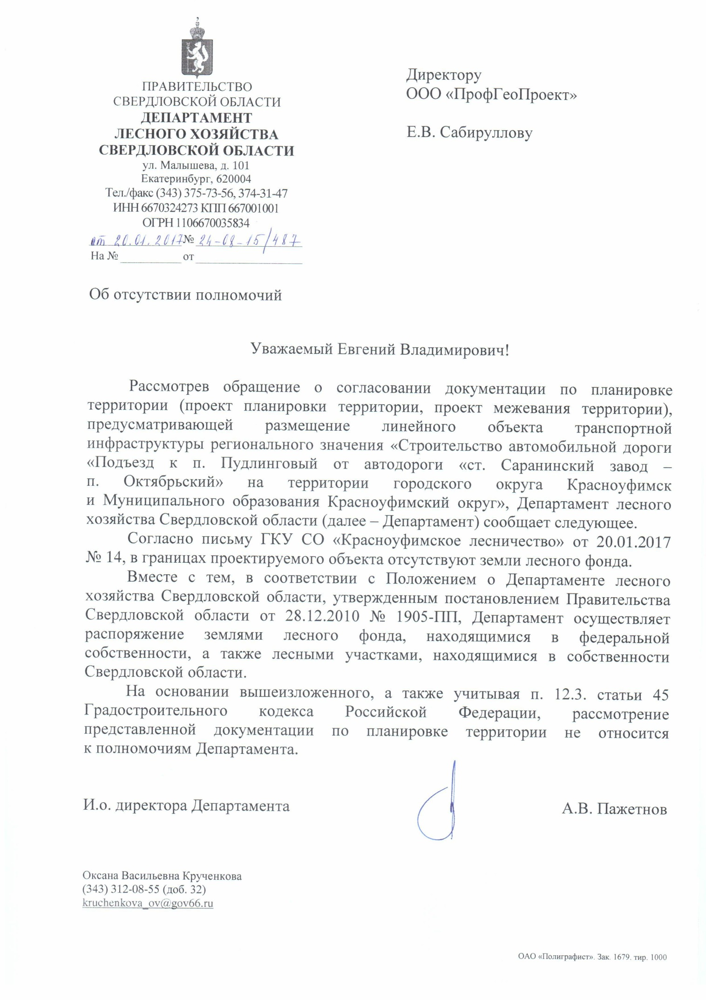 ПРАВИТЕЛЬСТВО
СВЕРДЛОВСКОЙ ОБЛАСТИ
ДЕПАРТАМЕНТ
ЛЕСНОГО ХОЗЯЙСТВА
СВЕРДЛОВСКОЙ ОБЛАСТИ
ул. Малышева, д. 101
Екатеринбург, 620004
Тел./факс (343) 375-73-56, 374-31-47
ИНН 6670324273 КПП 667001001
ОГРН 1106670035834
от 20.01.2017 № 24-08-15/487
На № __________ от __________________
Директору
ООО «ПрофГеоПроект»
Е.В. Сабируллову
Об отсутствии полномочий
Уважаемый Евгений Владимирович!
Рассмотрев обращение о согласовании документации по планировке
территории (проект планировки территории, проект межевания территории),
предусматривающей размещение линейного объекта транспортной
инфраструктуры регионального значения «Строительство автомобильной дороги
«Подъезд к п. Пудлинговый от автодороги «ст. Саранинский завод –
п. Октябрьский» на территории городского округа Красноуфимск
и Муниципального образования Красноуфимский округ», Департамент лесного
хозяйства Свердловской области (далее – Департамент) сообщает следующее.
Согласно письму ГКУ СО «Красноуфимское лесничество» от 20.01.2017
№ 14, в границах проектируемого объекта отсутствуют земли лесного фонда.
Вместе с тем, в соответствии с Положением о Департаменте лесного
хозяйства Свердловской области, утвержденным постановлением Правительства
Свердловской области от 28.12.2010 № 1905-ПП, Департамент осуществляет
распоряжение землями лесного фонда, находящимися в федеральной
собственности, а также лесными участками, находящимися в собственности
Свердловской области.
На основании вышеизложенного, а также учитывая п. 12.3. статьи 45
Градостроительного кодекса Российской Федерации, рассмотрение
представленной документации по планировке территории не относится
к полномочиям Департамента.
И.о. директора Департамента
А.В. Пажетнов
Оксана Васильевна Крученкова
(343) 312-08-55 (доб. 32)
kruchenkova_ov@gov66.ru
ОАО «Полиграфист». Зак. 1679. тир. 1000